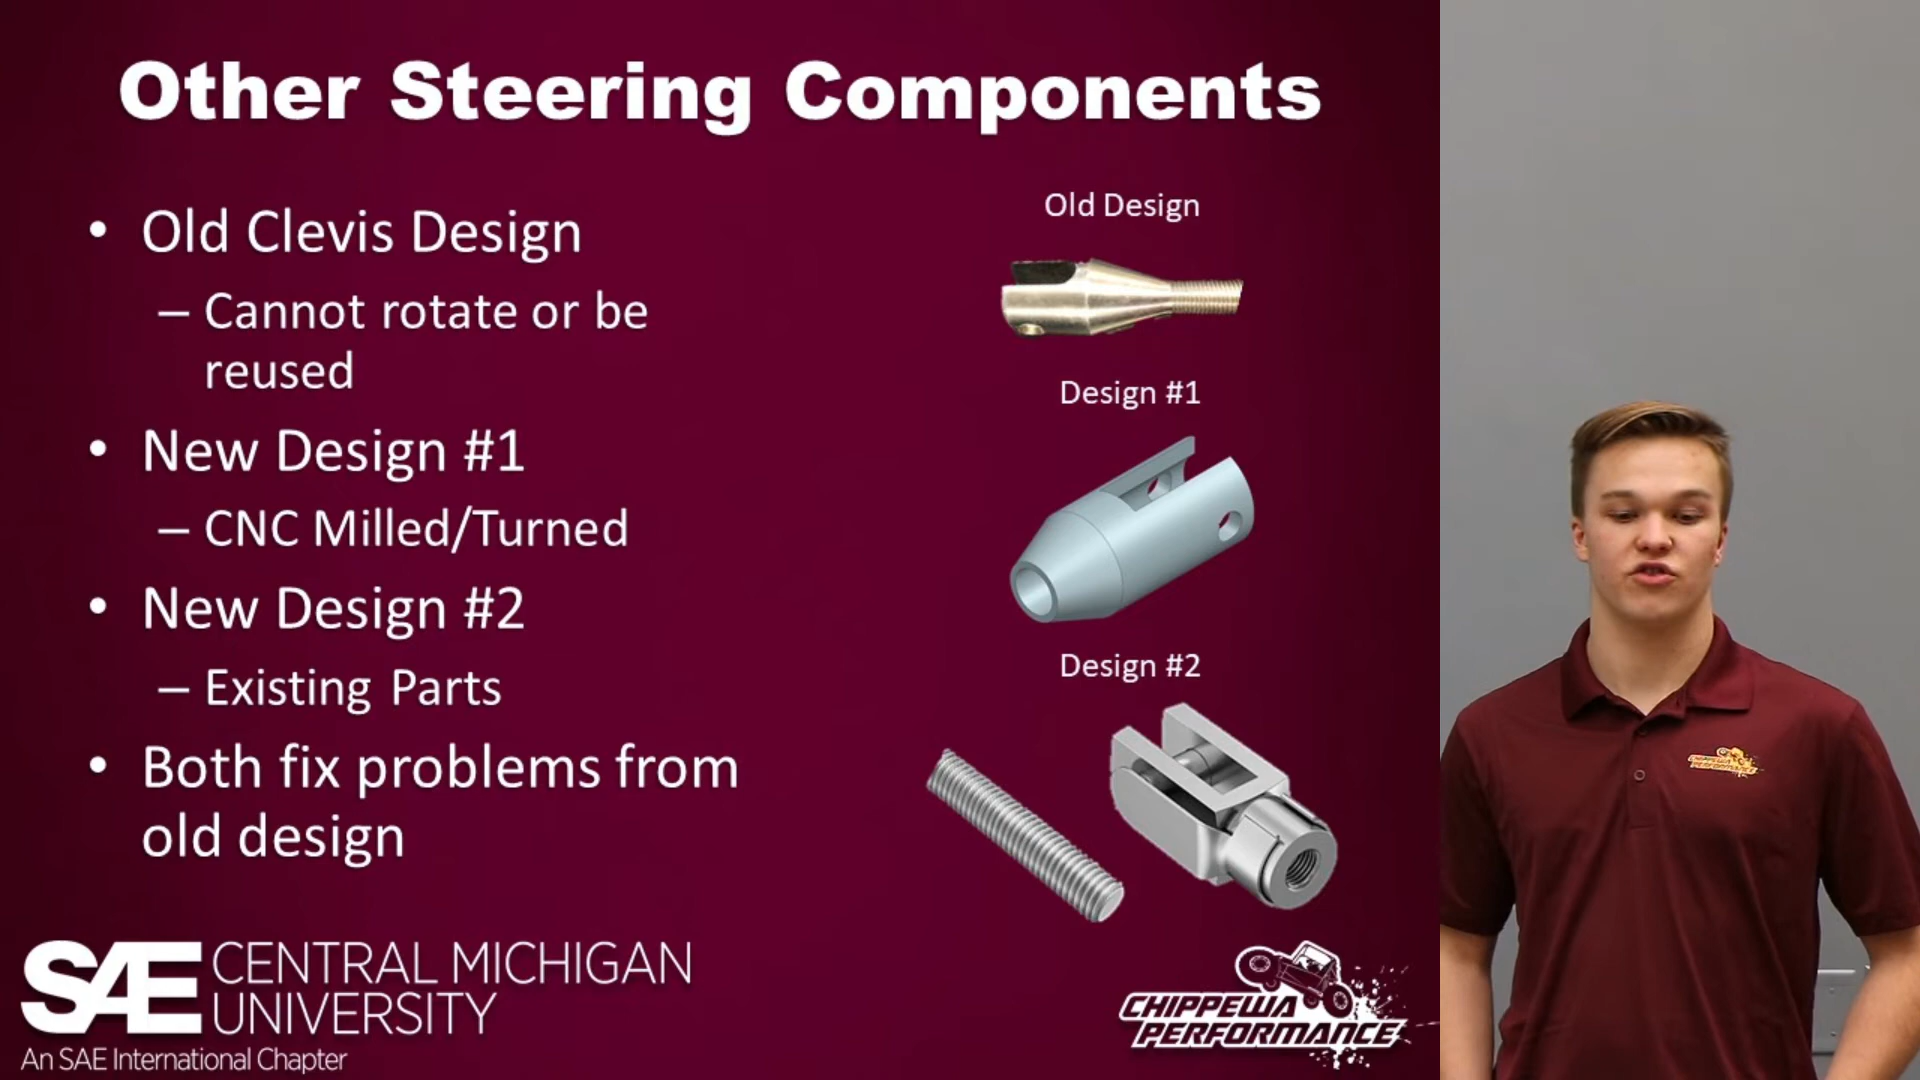 Other Steering Components
• Old Clevis Design
– Cannot rotate or be
reused
• New Design #1
– CNC Milled/Turned
• New Design #2
– Existing Parts
• Both fix problems from
old design
Old Design
Design #1
Design #2
SAE CENTRAL MICHIGAN
UNIVERSITY
An SAE International Chapter
CHIPPEWA
PERFORMANCE
CHIPPEWA
PERFORMANCE